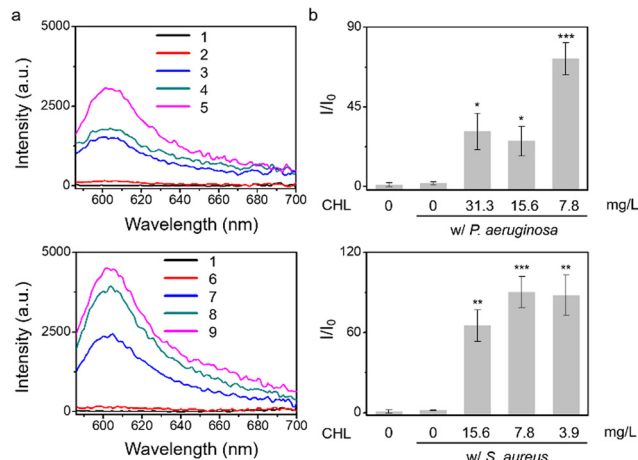 a
5000
2500
0
Intensity (a.u.)
1
2
3
4
5
600 620 640 660 680 700
Wavelength (nm)
b
90
45
0
I/I0
*
*
***
CHL 0 0 31.3 15.6 7.8 mg/L
w/ P. aeruginosa
5000
2500
0
Intensity (a.u.)
1
6
7
8
9
600 620 640 660 680 700
Wavelength (nm)
120
60
0
I/I0
**
***
**
CHL 0 0 15.6 7.8 3.9 mg/L
w/ S. aureus